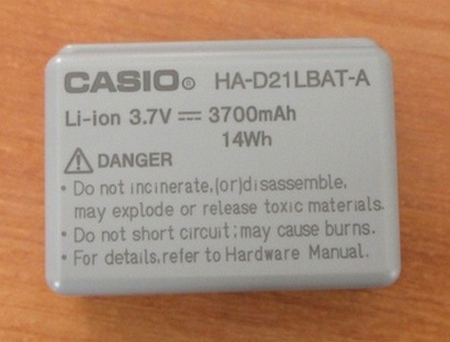 CASIO® HA-D21LBAT-A
Li-ion 3.7V ⎓ 3700mAh
14Wh
⚠ DANGER
• Do not incinerate,(or)disassemble,
may explode or release toxic materials.
• Do not short circuit;may cause burns.
• For details,refer to Hardware Manual.